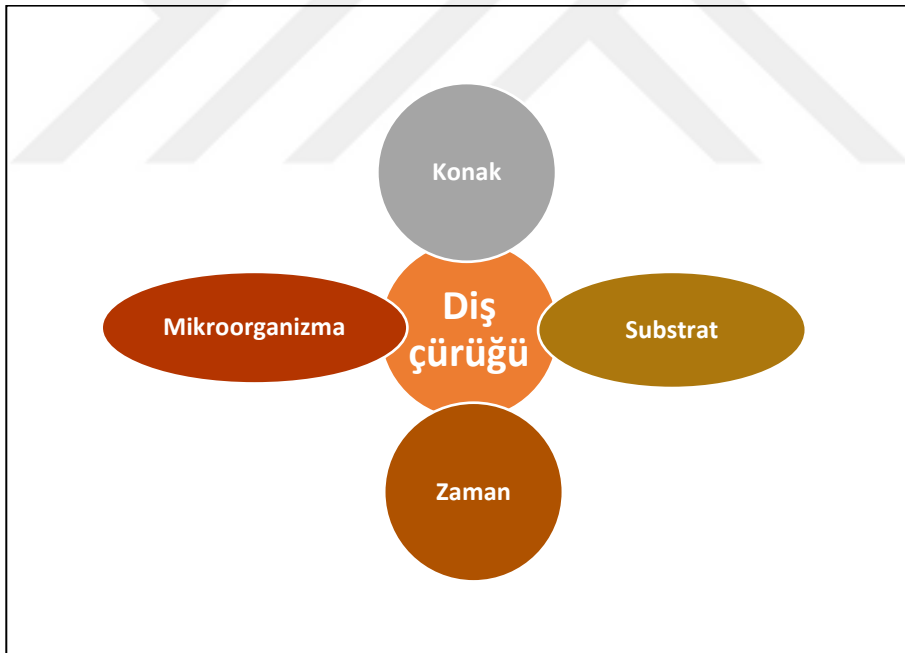 Konak
Mikroorganizma
Diş
çürüğü
Substrat
Zaman